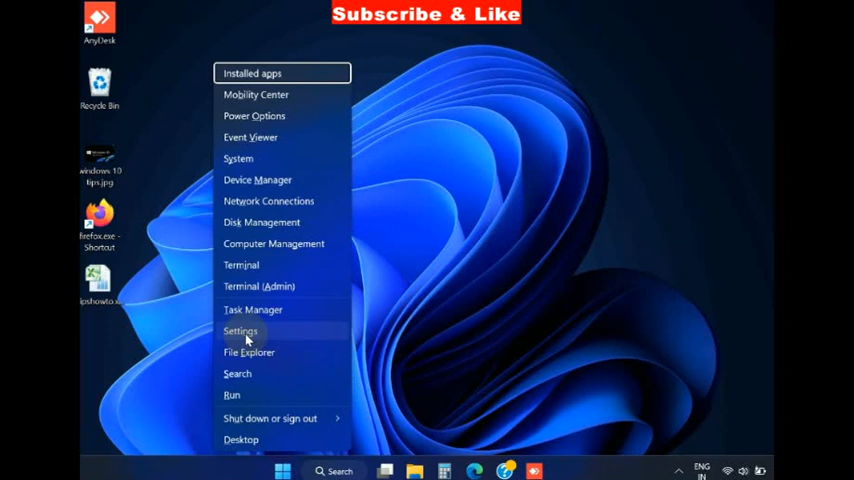 Subscribe & Like
AnyDesk
Recycle Bin
windows 10
tips.jpg
firefox.exe -
Shortcut
Installed apps
Mobility Center
Power Options
Event Viewer
System
Device Manager
Network Connections
Disk Management
Computer Management
Terminal
Terminal (Admin)
Task Manager
Settings
File Explorer
Search
Run
Shut down or sign out
Desktop
Search
ENG
IN